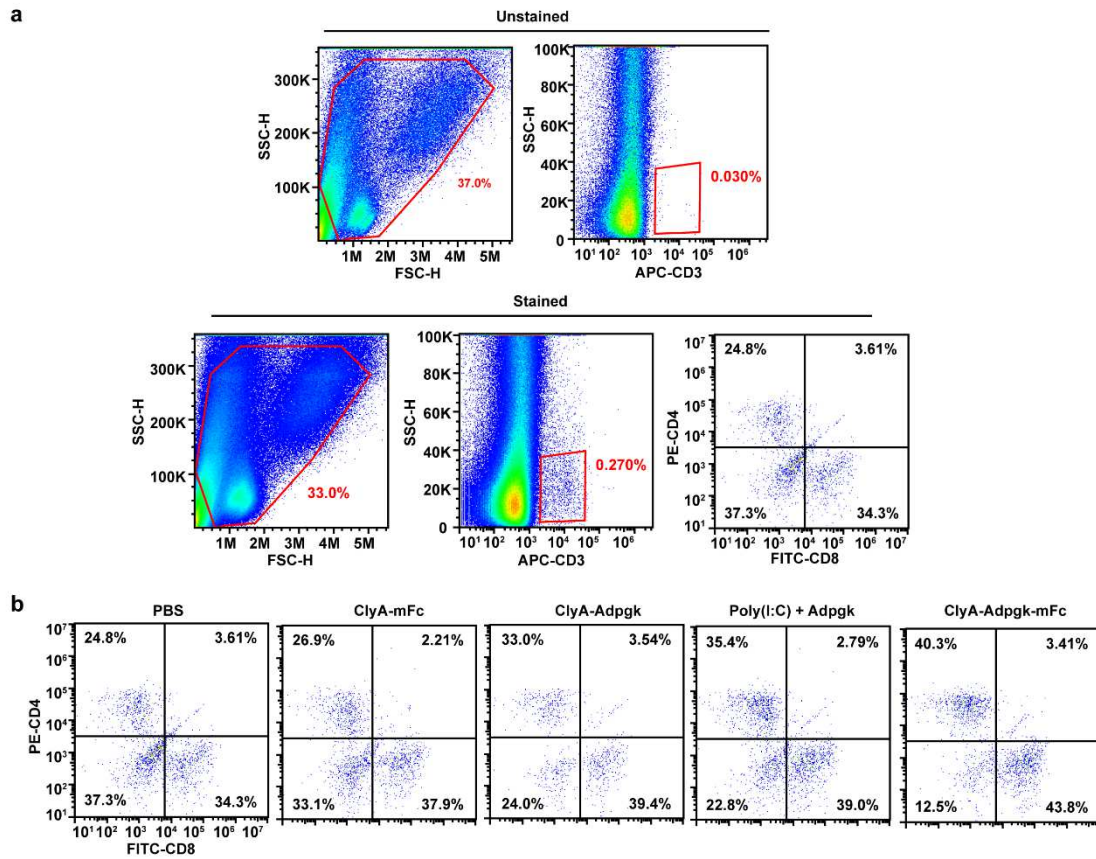 a
Unstained
300K
200K
100K
SSC-H
37.0%
1M 2M 3M 4M 5M
FSC-H
100K
80K
60K
40K
20K
0
SSC-H
0.030%
10¹ 10² 10³ 10⁴ 10⁵ 10⁶
APC-CD3
Stained
300K
200K
100K
SSC-H
33.0%
1M 2M 3M 4M 5M
FSC-H
100K
80K
60K
40K
20K
0
SSC-H
0.270%
10¹ 10² 10³ 10⁴ 10⁵ 10⁶
APC-CD3
10⁷
10⁶
10⁵
10⁴
10³
10²
10¹
PE-CD4
24.8% 3.61%
37.3% 34.3%
10¹ 10² 10³ 10⁴ 10⁵ 10⁶ 10⁷
FITC-CD8
b
PBS
10⁷
10⁶
10⁵
10⁴
10³
10²
10¹
PE-CD4
24.8% 3.61%
37.3% 34.3%
10¹ 10² 10³ 10⁴ 10⁵ 10⁶ 10⁷
FITC-CD8
ClyA-mFc
26.9% 2.21%
33.1% 37.9%
ClyA-Adpgk
33.0% 3.54%
24.0% 39.4%
Poly(I:C) + Adpgk
35.4% 2.79%
22.8% 39.0%
ClyA-Adpgk-mFc
40.3% 3.41%
12.5% 43.8%